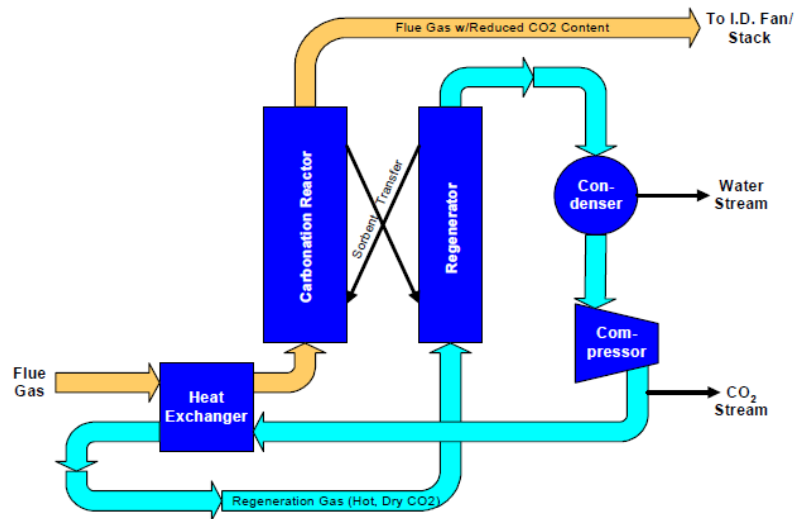 Flue Gas w/Reduced CO2 Content
To I.D. Fan/
Stack
Carbonation Reactor
Sorbent Transfer
Regenerator
Con-
denser
Water
Stream
Com-
pressor
Flue
Gas
Heat
Exchanger
CO2
Stream
Regeneration Gas (Hot, Dry CO2)